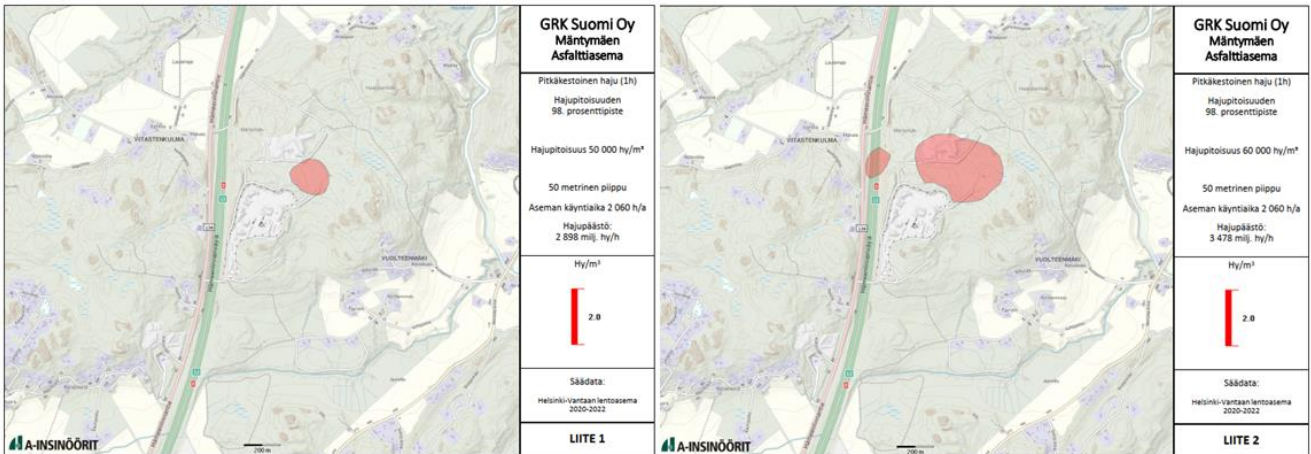 GRK Suomi Oy
Mäntymäen
Asfalttiasema
Pitkäkestoinen haju (1h)
Hajupitoisuuden
98. prosenttipiste
Hajupitoisuus 50 000 hy/m³
50 metrinen piippu
Aseman käyntiaika 2 060 h/a
Hajupäästö:
2 898 milj. hy/h
Hy/m³
2.0
Säädata:
Helsinki-Vantaan lentoasema
2020-2022
LIITE 1
VITASTENKULMA
VUOLTEENMÄKI
200 m
A-INSINÖÖRIT
GRK Suomi Oy
Mäntymäen
Asfalttiasema
Pitkäkestoinen haju (1h)
Hajupitoisuuden
98. prosenttipiste
Hajupitoisuus 60 000 hy/m³
50 metrinen piippu
Aseman käyntiaika 2 060 h/a
Hajupäästö:
3 478 milj. hy/h
Hy/m³
2.0
Säädata:
Helsinki-Vantaan lentoasema
2020-2022
LIITE 2
VITASTENKULMA
VUOLTEENMÄKI
200 m
A-INSINÖÖRIT